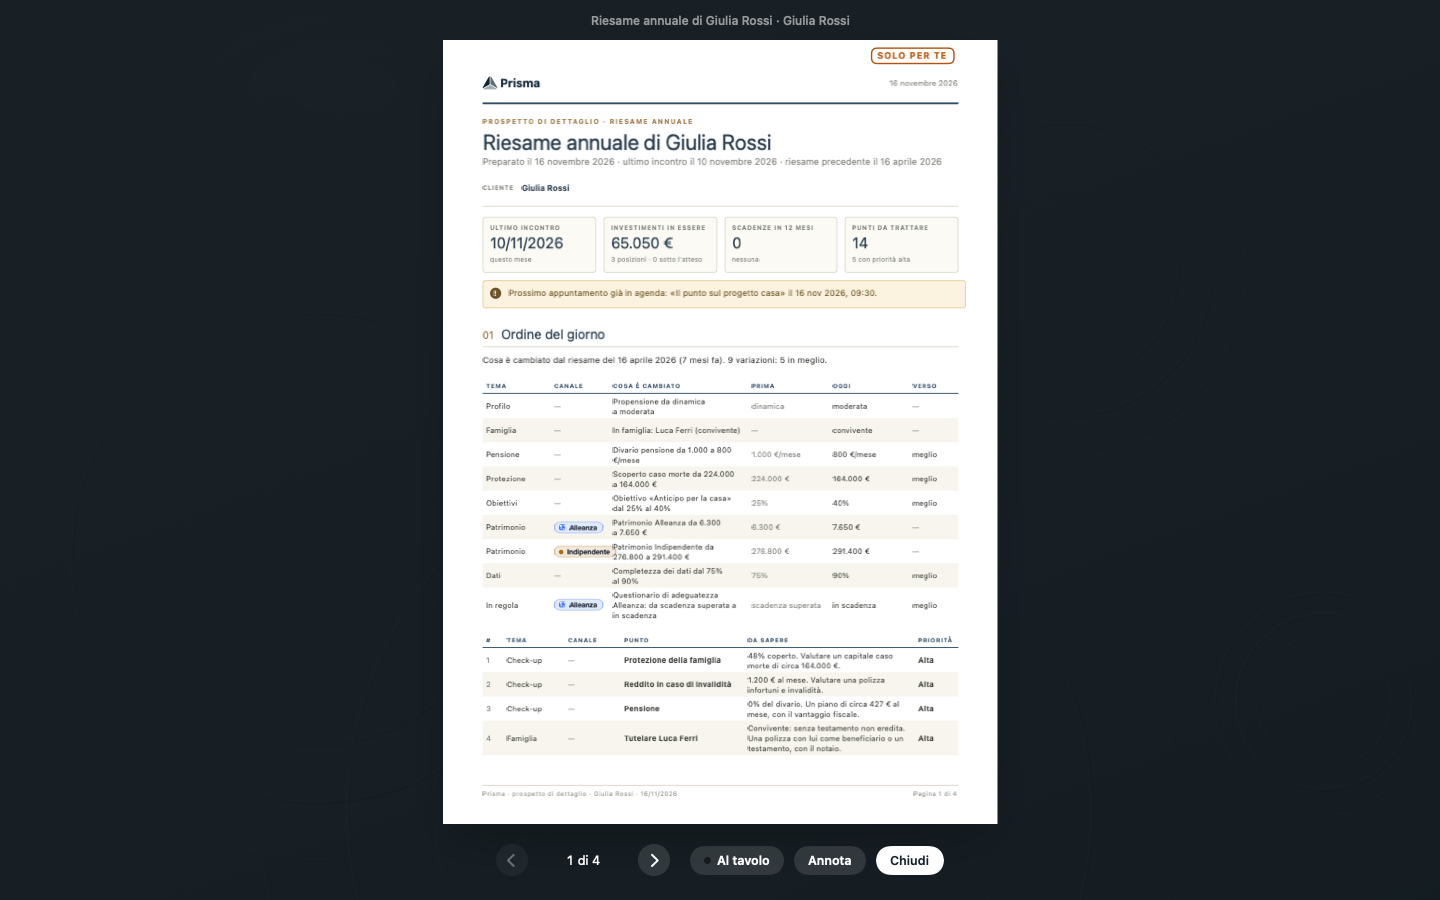 Riesame annuale di Giulia Rossi · Giulia Rossi
SOLO PER TE
Prisma
16 novembre 2026
PROSPETTO DI DETTAGLIO · RIESAME ANNUALE
Riesame annuale di Giulia Rossi
Preparato il 16 novembre 2026 · ultimo incontro il 10 novembre 2026 · riesame precedente il 16 aprile 2026
CLIENTE Giulia Rossi
ULTIMO INCONTRO
10/11/2026
questo mese
INVESTIMENTI IN ESSERE
65.050 €
3 posizioni · 0 sotto l'atteso
SCADENZE IN 12 MESI
0
nessuna
PUNTI DA TRATTARE
14
5 con priorità alta
Prossimo appuntamento già in agenda: «Il punto sul progetto casa» il 16 nov 2026, 09:30.
01 Ordine del giorno
Cosa è cambiato dal riesame del 16 aprile 2026 (7 mesi fa). 9 variazioni: 5 in meglio.
TEMA CANALE COSA È CAMBIATO PRIMA OGGI VERSO
Profilo — Propensione da dinamica a moderata dinamica moderata —
Famiglia — In famiglia: Luca Ferri (convivente) — convivente —
Pensione — Divario pensione da 1.000 a 800 €/mese 1.000 €/mese 800 €/mese meglio
Protezione — Scoperto caso morte da 224.000 a 164.000 € 224.000 € 164.000 € meglio
Obiettivi — Obiettivo «Anticipo per la casa» dal 25% al 40% 25% 40% meglio
Patrimonio Alleanza Patrimonio Alleanza da 6.300 a 7.650 € 6.300 € 7.650 € —
Patrimonio Indipendente Patrimonio Indipendente da 276.800 a 291.400 € 276.800 € 291.400 € —
Dati — Completezza dei dati dal 75% al 90% 75% 90% meglio
In regola Alleanza Questionario di adeguatezza Alleanza: da scadenza superata a in scadenza scadenza superata in scadenza meglio
# TEMA CANALE PUNTO DA SAPERE PRIORITÀ
1 Check-up — Protezione della famiglia 48% coperto. Valutare un capitale caso morte di circa 164.000 €. Alta
2 Check-up — Reddito in caso di invalidità 1.200 € al mese. Valutare una polizza infortuni e invalidità. Alta
3 Check-up — Pensione 0% del divario. Un piano di circa 427 € al mese, con il vantaggio fiscale. Alta
4 Famiglia — Tutelare Luca Ferri Convivente: senza testamento non eredita. Una polizza con lui come beneficiario o un testamento, con il notaio. Alta
Prisma · prospetto di dettaglio · Giulia Rossi · 16/11/2026
Pagina 1 di 4
1 di 4
Al tavolo
Annota
Chiudi